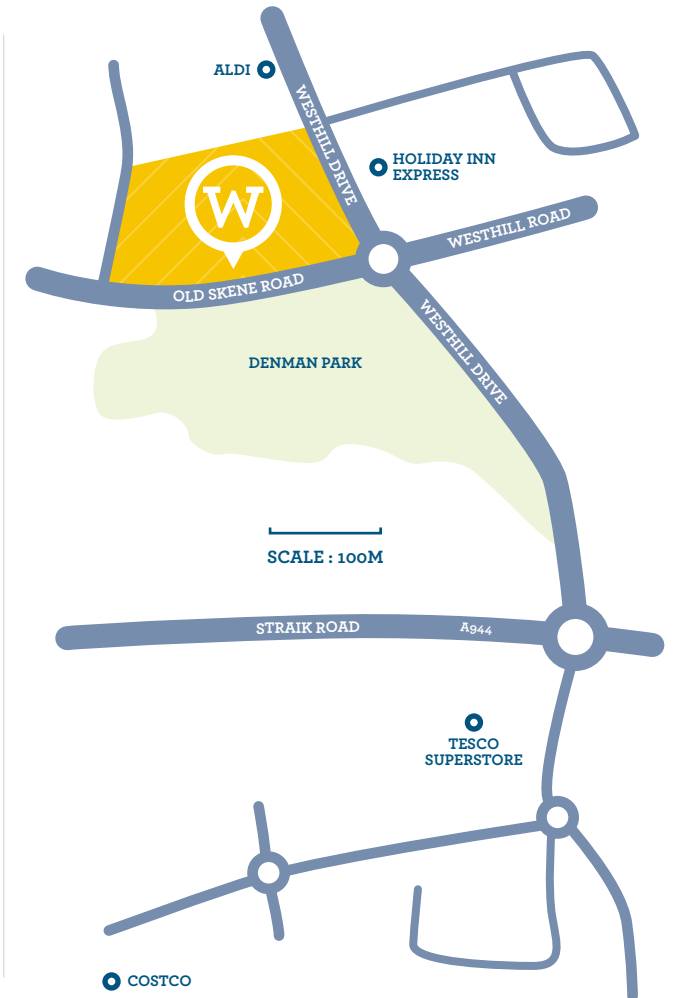 ALDI
WESTHILL DRIVE
HOLIDAY INN
EXPRESS
W
WESTHILL ROAD
OLD SKENE ROAD
WESTHILL DRIVE
DENMAN PARK
SCALE : 100M
STRAIK ROAD
A944
TESCO
SUPERSTORE
COSTCO